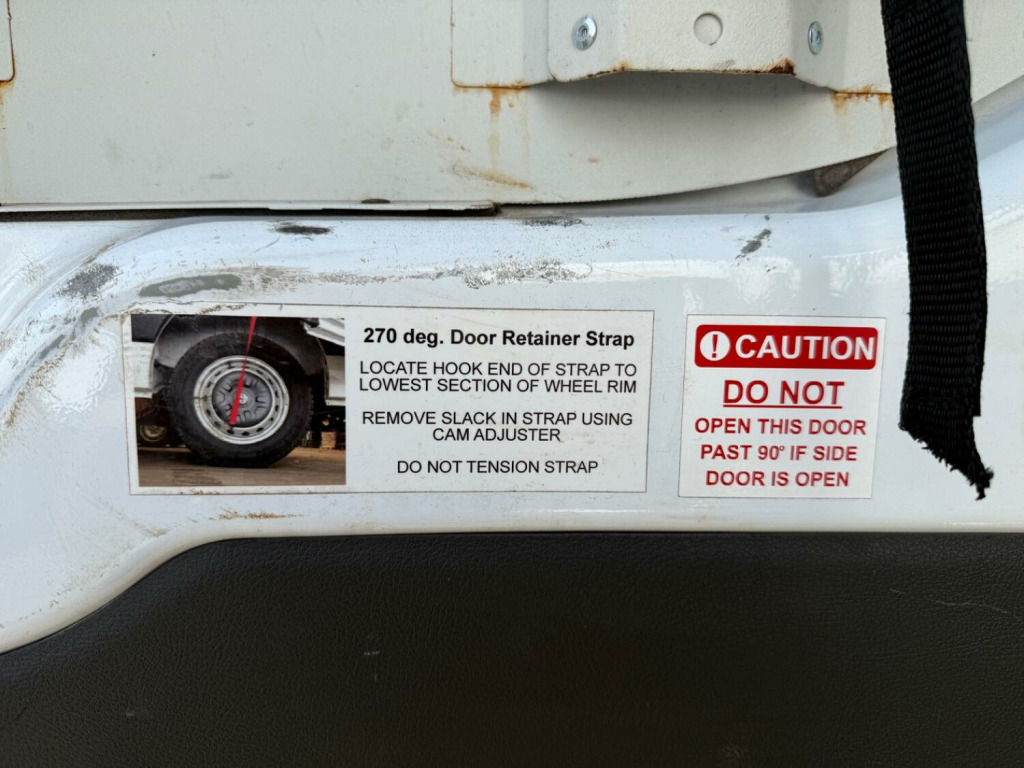 270 deg. Door Retainer Strap
LOCATE HOOK END OF STRAP TO
LOWEST SECTION OF WHEEL RIM
REMOVE SLACK IN STRAP USING
CAM ADJUSTER
DO NOT TENSION STRAP
! CAUTION
DO NOT
OPEN THIS DOOR
PAST 90° IF SIDE
DOOR IS OPEN